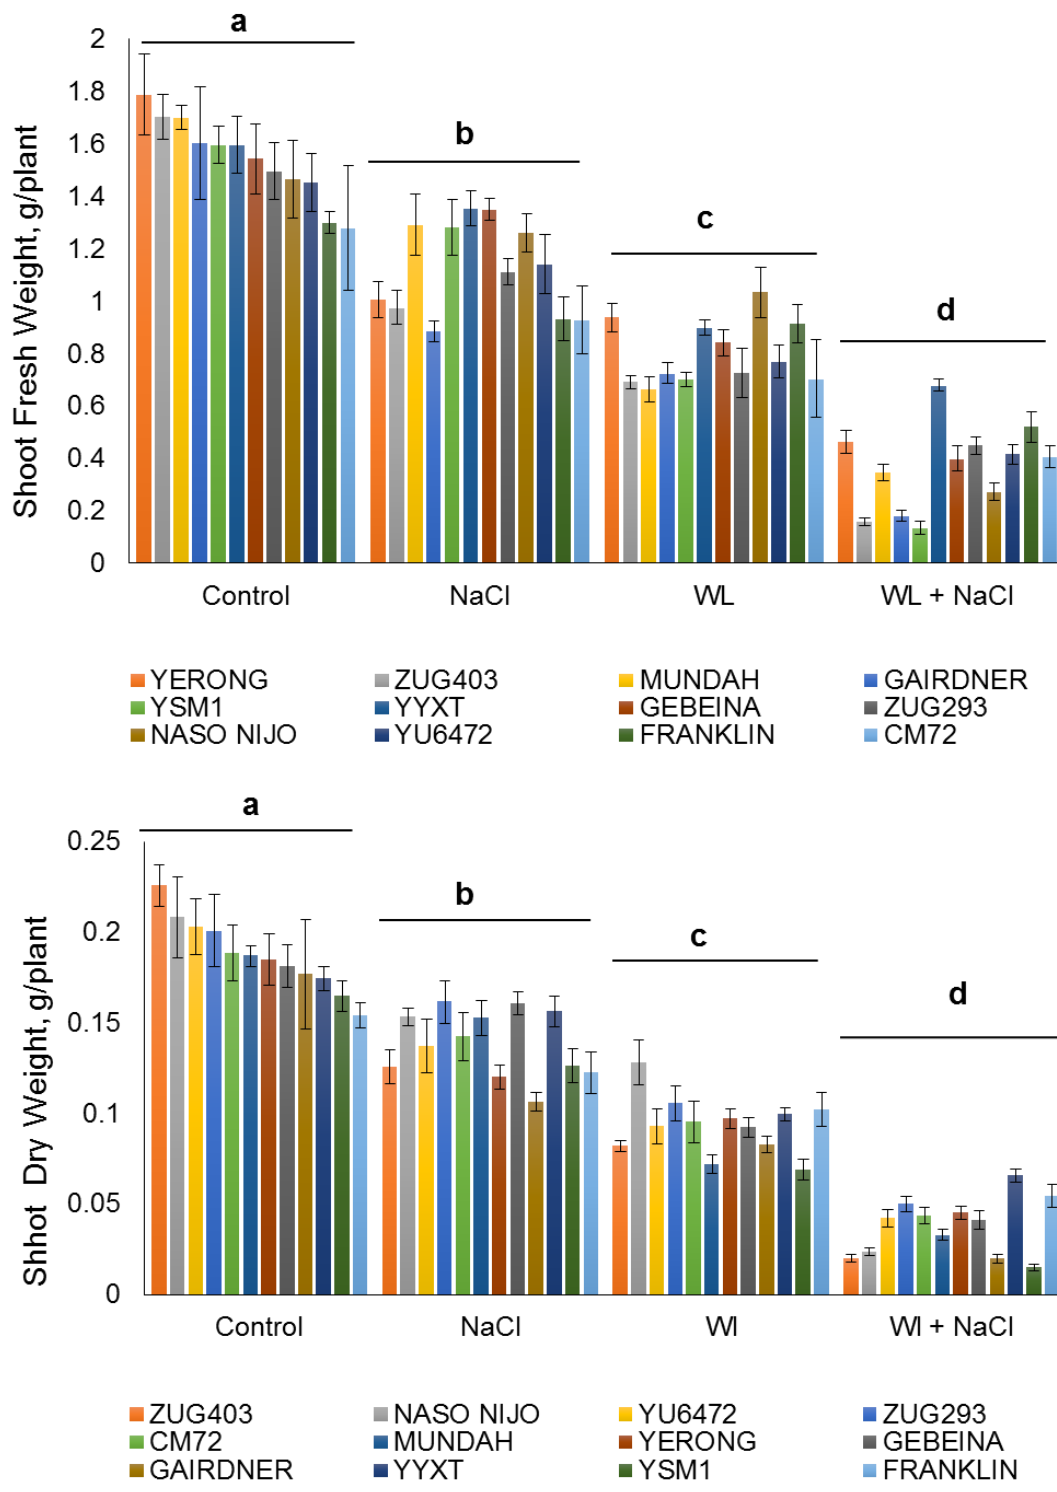 a
2
1.8
b
1.6
1.4
c
1.2
d
1
0.8
0.6
0.4
0.2
0
Shoot Fresh Weight, g/plant
Control NaCl WL WL + NaCl
YERONG ZUG403 MUNDAH GAIRDNER
YSM1 YYXT GEBEINA ZUG293
NASO NIJO YU6472 FRANKLIN CM72
a
0.25
b
0.2
c
d
0.15
0.1
0.05
0
Shhot Dry Weight, g/plant
Control NaCl Wl Wl + NaCl
ZUG403 NASO NIJO YU6472 ZUG293
CM72 MUNDAH YERONG GEBEINA
GAIRDNER YYXT YSM1 FRANKLIN